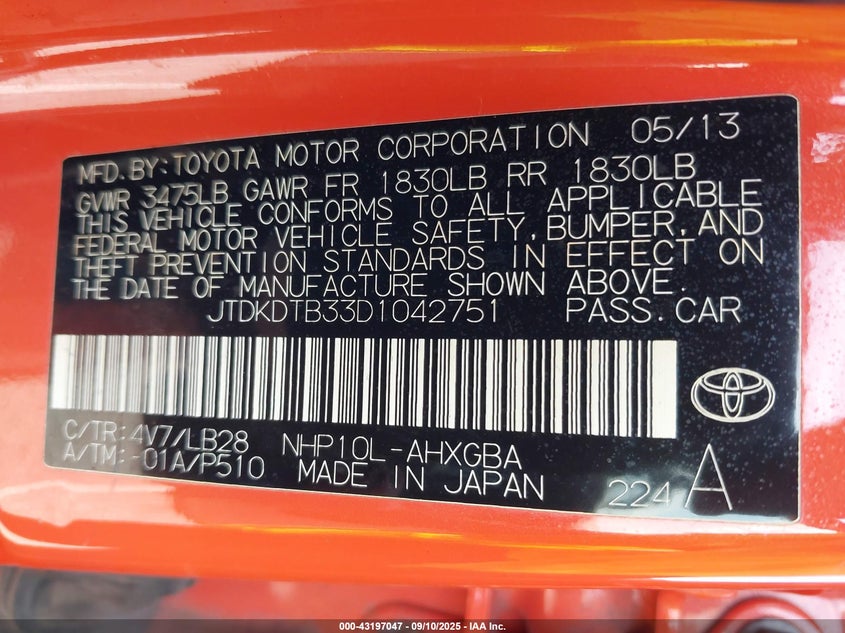 MFD.BY:TOYOTA MOTOR CORPORATION 05/13
GVWR 3475LB GAWR FR 1830LB RR 1830LB
THIS VEHICLE CONFORMS TO ALL APPLICABLE
FEDERAL MOTOR VEHICLE SAFETY,BUMPER,AND
THEFT PREVENTION STANDARDS IN EFFECT ON
THE DATE OF MANUFACTURE SHOWN ABOVE.
JTDKDTB33D1042751 PASS.CAR
C/TR:4V7/LB28 NHP10L-AHXGBA
A/TM:-01A/P510 MADE IN JAPAN 224 A
000-43197047 - 09/10/2025 - IAA Inc.